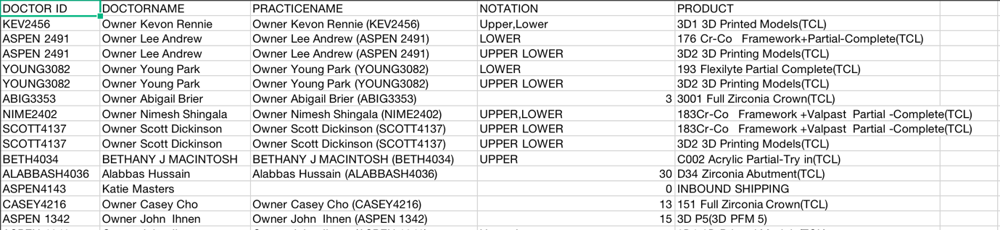 DOCTOR ID DOCTORNAME PRACTICENAME NOTATION PRODUCT
KEV2456 Owner Kevon Rennie Owner Kevon Rennie (KEV2456) Upper,Lower 3D1 3D Printed Models(TCL)
ASPEN 2491 Owner Lee Andrew Owner Lee Andrew (ASPEN 2491) LOWER 176 Cr-Co  Framework+Partial-Complete(TCL)
ASPEN 2491 Owner Lee Andrew Owner Lee Andrew (ASPEN 2491) UPPER LOWER 3D2 3D Printing Models(TCL)
YOUNG3082 Owner Young Park Owner Young Park (YOUNG3082) LOWER 193 Flexilyte Partial Complete(TCL)
YOUNG3082 Owner Young Park Owner Young Park (YOUNG3082) UPPER LOWER 3D2 3D Printing Models(TCL)
ABIG3353 Owner Abigail Brier Owner Abigail Brier (ABIG3353) 3 3001 Full Zirconia Crown(TCL)
NIME2402 Owner Nimesh Shingala Owner Nimesh Shingala (NIME2402) UPPER,LOWER 183Cr-Co  Framework +Valpast  Partial -Complete(TCL)
SCOTT4137 Owner Scott Dickinson Owner Scott Dickinson (SCOTT4137) UPPER LOWER 183Cr-Co  Framework +Valpast  Partial -Complete(TCL)
SCOTT4137 Owner Scott Dickinson Owner Scott Dickinson (SCOTT4137) UPPER LOWER 3D2 3D Printing Models(TCL)
BETH4034 BETHANY J MACINTOSH BETHANY J MACINTOSH (BETH4034) UPPER C002 Acrylic Partial-Try in(TCL)
ALABBASH4036 Alabbas Hussain Alabbas Hussain (ALABBASH4036) 30 D34 Zirconia Abutment(TCL)
ASPEN4143 Katie Masters 0 INBOUND SHIPPING
CASEY4216 Owner Casey Cho Owner Casey Cho (CASEY4216) 13 151 Full Zirconia Crown(TCL)
ASPEN 1342 Owner John  Ihnen Owner John  Ihnen (ASPEN 1342) 15 3D P5(3D PFM 5)